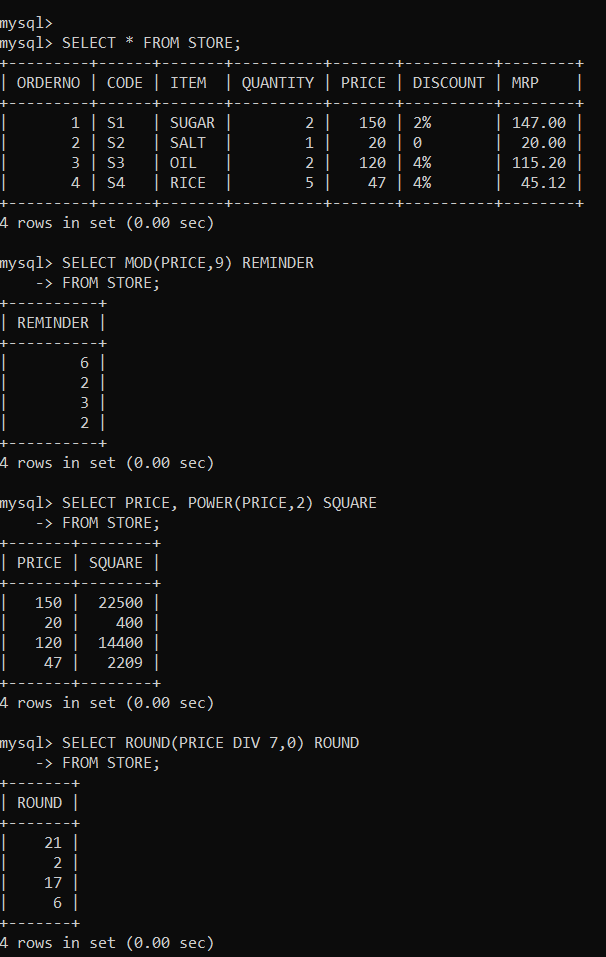 mysql>
mysql> SELECT * FROM STORE;
+---------+------+-------+----------+-------+----------+--------+
| ORDERNO | CODE | ITEM  | QUANTITY | PRICE | DISCOUNT | MRP    |
+---------+------+-------+----------+-------+----------+--------+
|       1 | S1   | SUGAR |        2 |   150 | 2%       | 147.00 |
|       2 | S2   | SALT  |        1 |    20 | 0        |  20.00 |
|       3 | S3   | OIL   |        2 |   120 | 4%       | 115.20 |
|       4 | S4   | RICE  |        5 |    47 | 4%       |  45.12 |
+---------+------+-------+----------+-------+----------+--------+
4 rows in set (0.00 sec)
mysql> SELECT MOD(PRICE,9) REMINDER
    -> FROM STORE;
+----------+
| REMINDER |
+----------+
|        6 |
|        2 |
|        3 |
|        2 |
+----------+
4 rows in set (0.00 sec)
mysql> SELECT PRICE, POWER(PRICE,2) SQUARE
    -> FROM STORE;
+-------+--------+
| PRICE | SQUARE |
+-------+--------+
|   150 |  22500 |
|    20 |    400 |
|   120 |  14400 |
|    47 |   2209 |
+-------+--------+
4 rows in set (0.00 sec)
mysql> SELECT ROUND(PRICE DIV 7,0) ROUND
    -> FROM STORE;
+-------+
| ROUND |
+-------+
|    21 |
|     2 |
|    17 |
|     6 |
+-------+
4 rows in set (0.00 sec)